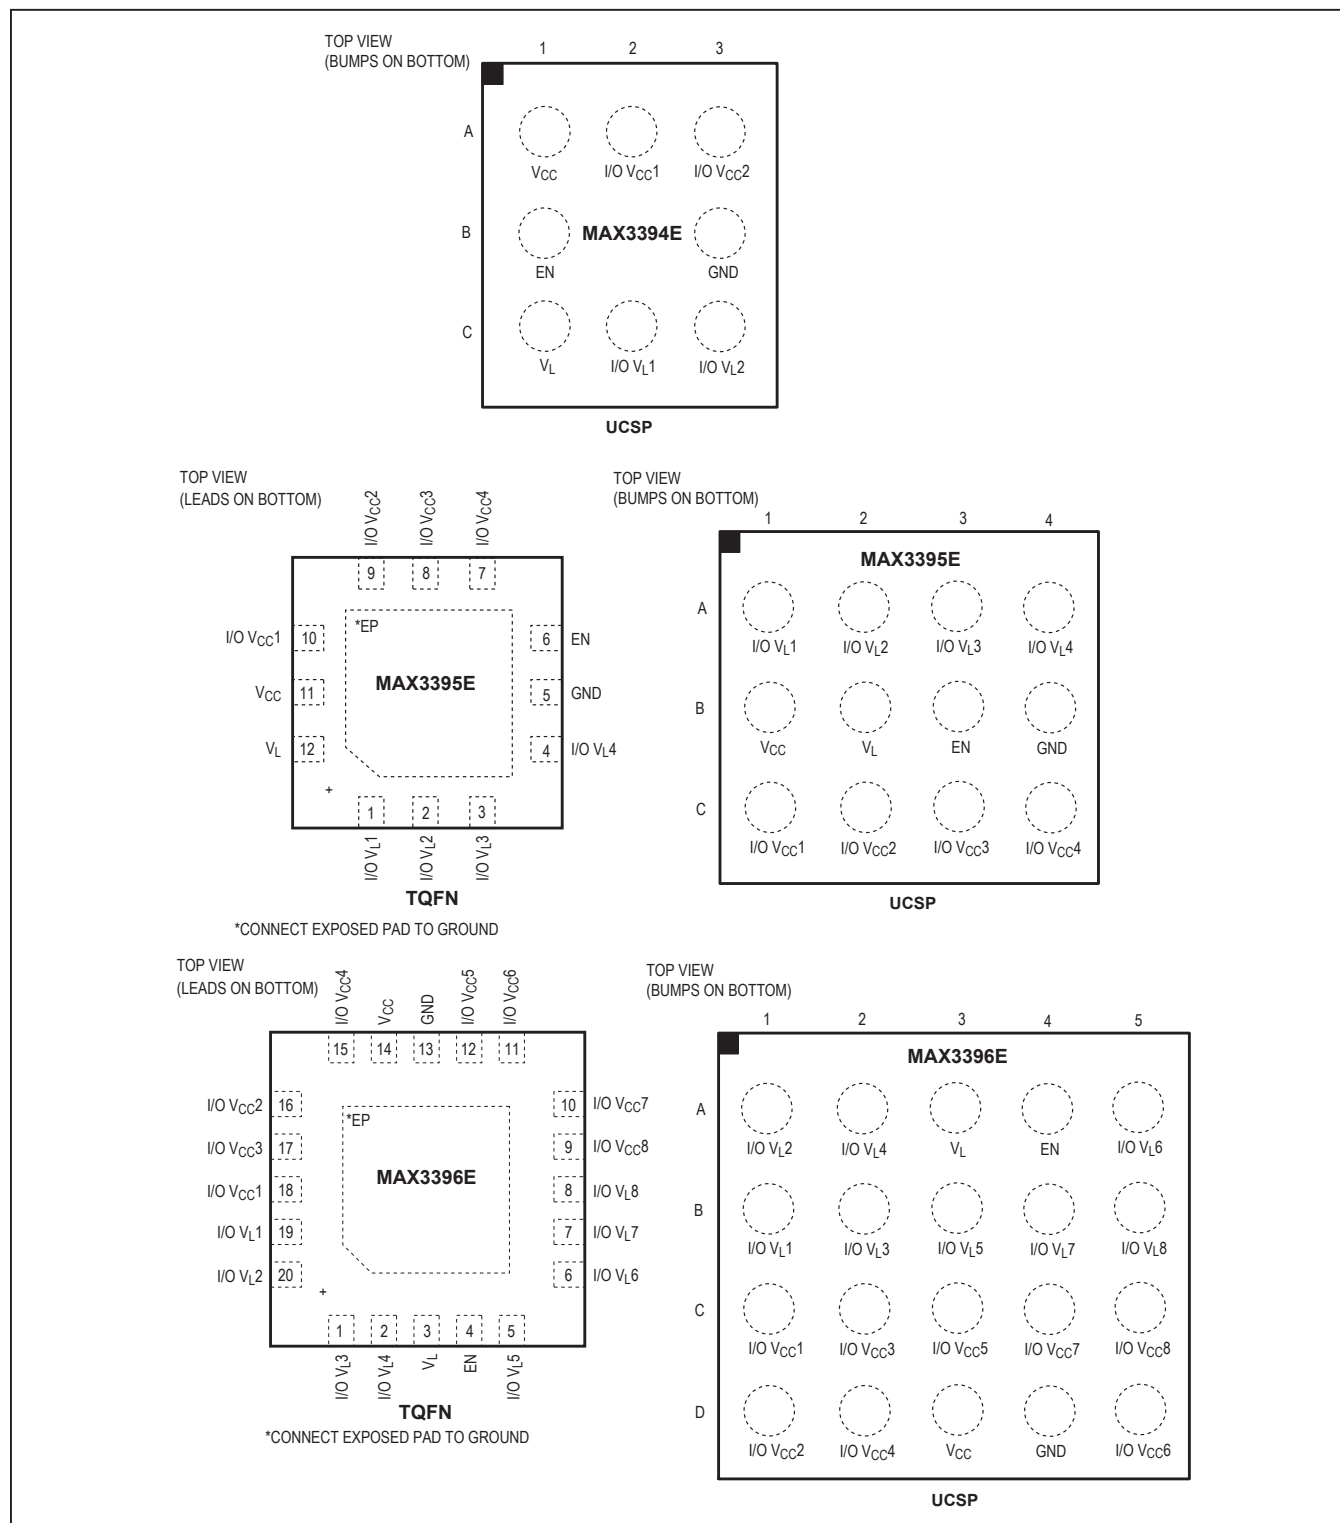 TOP VIEW
(BUMPS ON BOTTOM)
1 2 3
A
VCC I/O VCC1 I/O VCC2
B MAX3394E
EN GND
C
VL I/O VL1 I/O VL2
UCSP
TOP VIEW
(LEADS ON BOTTOM)
I/O VCC2 I/O VCC3 I/O VCC4
9 8 7
I/O VCC1 10 *EP 6 EN
VCC 11 MAX3395E 5 GND
VL 12 4 I/O VL4
+
1 2 3
I/O VL1 I/O VL2 I/O VL3
TQFN
*CONNECT EXPOSED PAD TO GROUND
TOP VIEW
(BUMPS ON BOTTOM)
1 2 3 4
MAX3395E
A
I/O VL1 I/O VL2 I/O VL3 I/O VL4
B
VCC VL EN GND
C
I/O VCC1 I/O VCC2 I/O VCC3 I/O VCC4
UCSP
TOP VIEW
(LEADS ON BOTTOM)
I/O VCC4 VCC GND I/O VCC5 I/O VCC6
15 14 13 12 11
I/O VCC2 16 *EP 10 I/O VCC7
I/O VCC3 17 9 I/O VCC8
MAX3396E
I/O VCC1 18 8 I/O VL8
I/O VL1 19 7 I/O VL7
I/O VL2 20 6 I/O VL6
+
1 2 3 4 5
I/O VL3 I/O VL4 VL EN I/O VL5
TQFN
*CONNECT EXPOSED PAD TO GROUND
TOP VIEW
(BUMPS ON BOTTOM)
1 2 3 4 5
MAX3396E
A
I/O VL2 I/O VL4 VL EN I/O VL6
B
I/O VL1 I/O VL3 I/O VL5 I/O VL7 I/O VL8
C
I/O VCC1 I/O VCC3 I/O VCC5 I/O VCC7 I/O VCC8
D
I/O VCC2 I/O VCC4 VCC GND I/O VCC6
UCSP